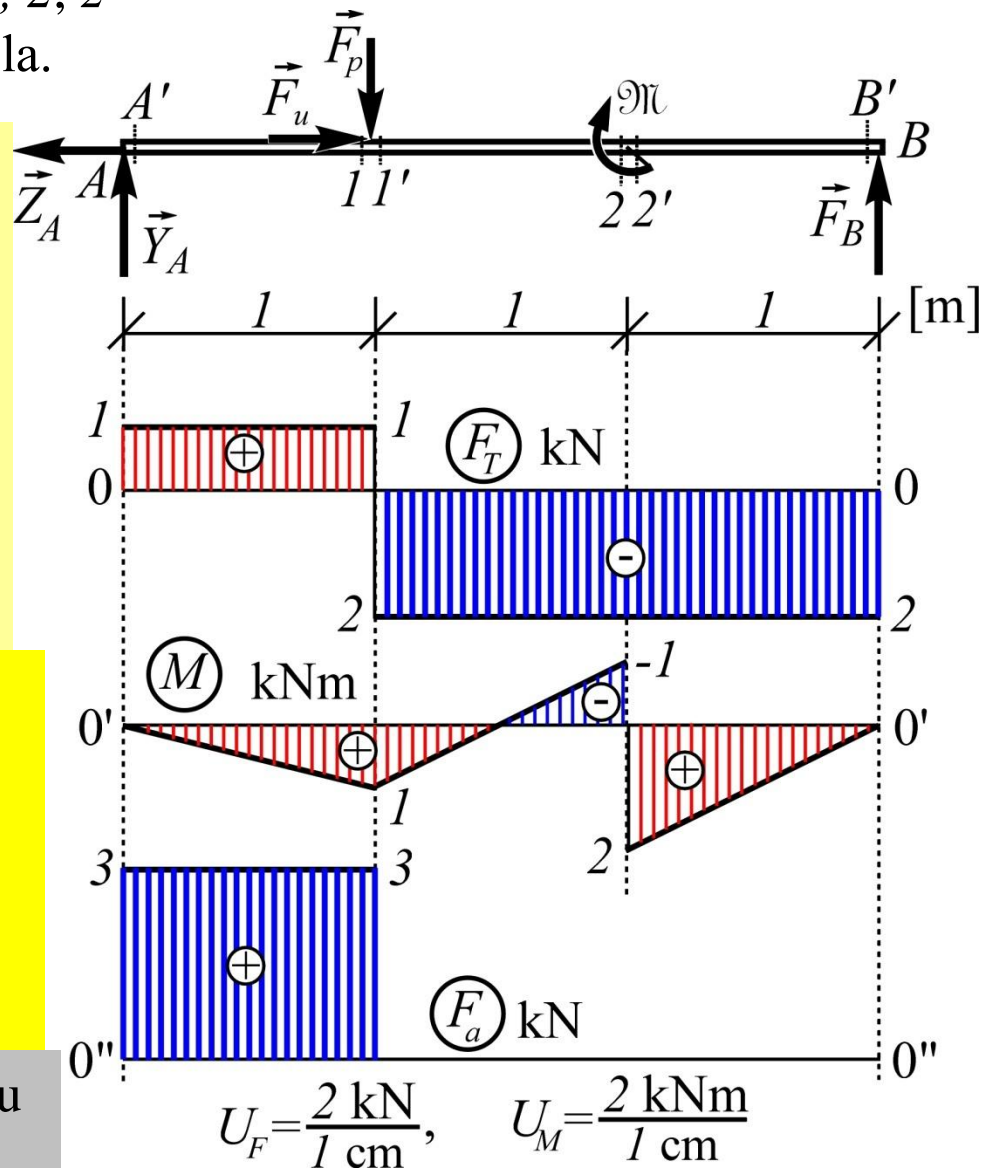 , 2, 2
la.
F_p
A' F_u 𝔐 B'
A B
Z_A 1 1' 2 2' F_B
Y_A
1 1 1 [m]
1 1 F_T kN
+
0 0
-
2 2
M kNm -1
-
0' 0'
+ +
1
2
3 3
+
F_a kN
0'' 0''
u
U_F = 2 kN / 1 cm, U_M = 2 kNm / 1 cm